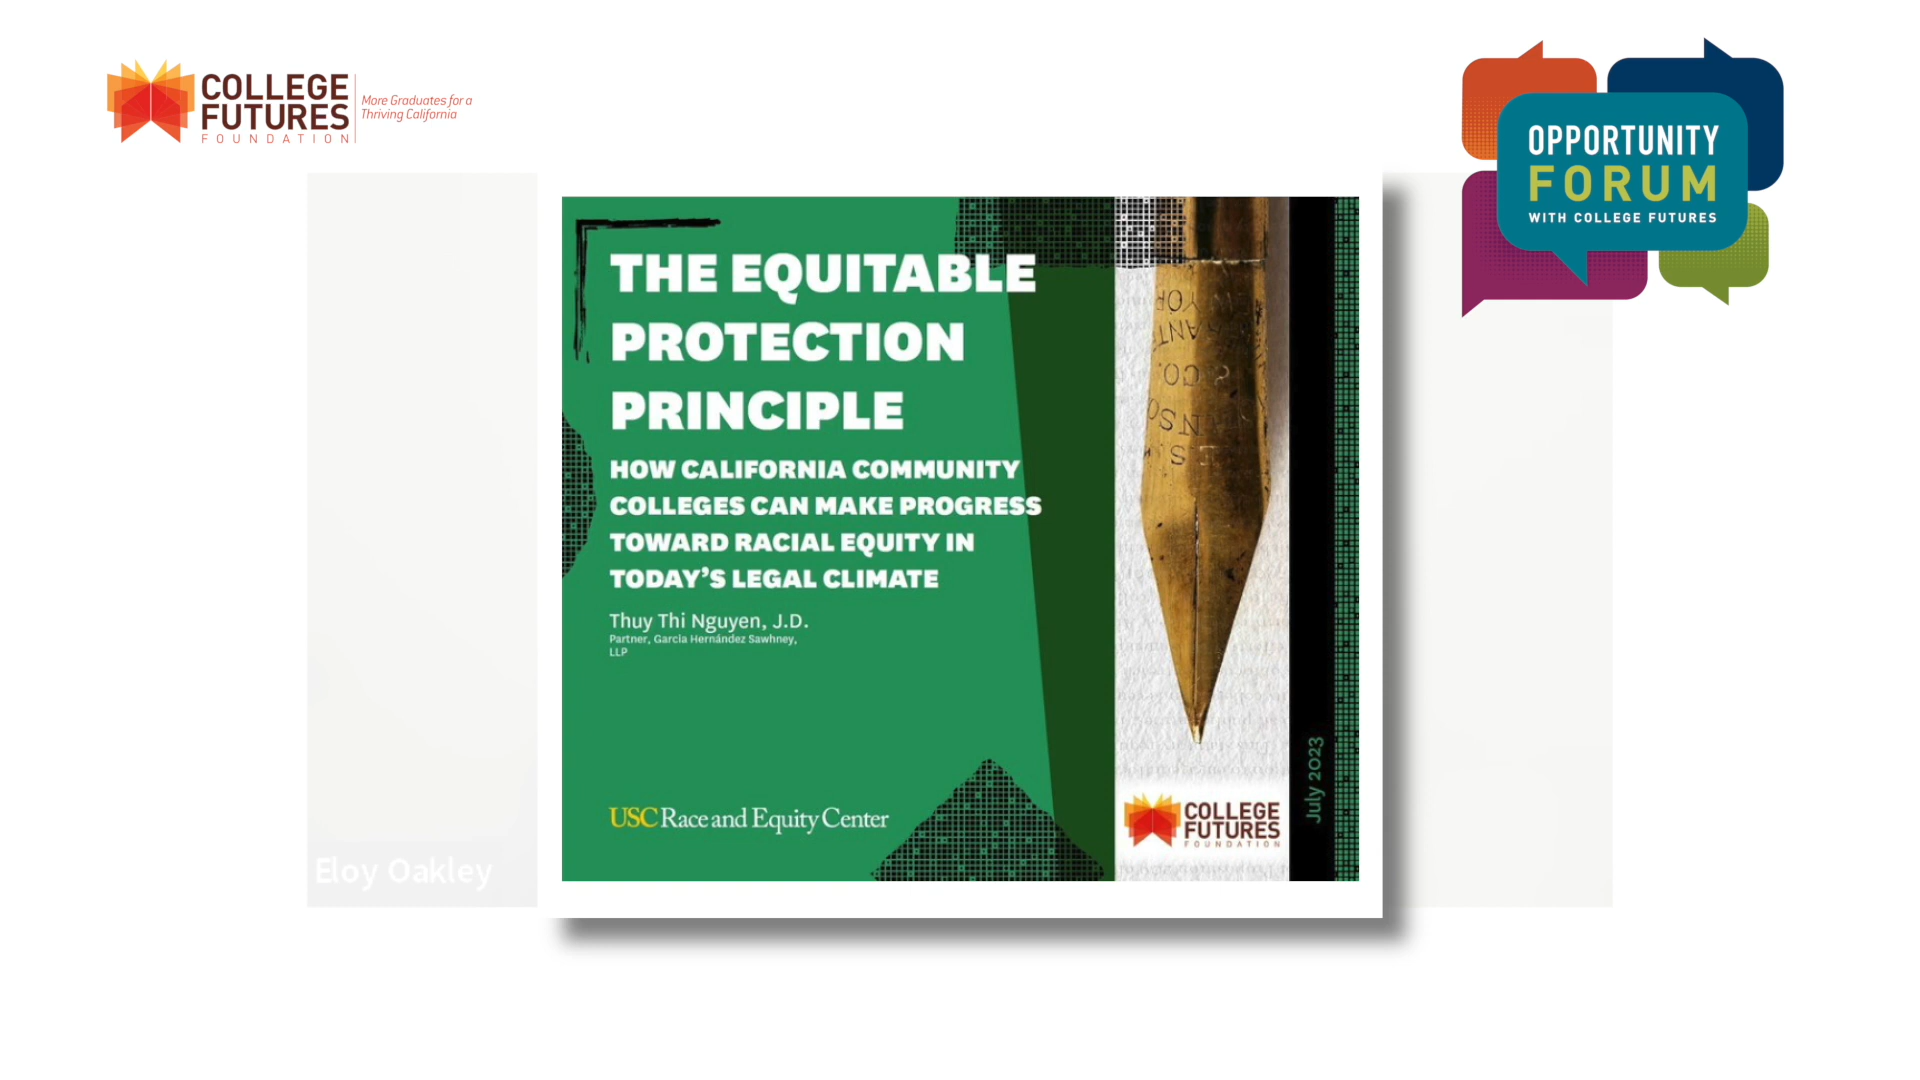 COLLEGE
FUTURES
FOUNDATION
More Graduates for a
Thriving California
OPPORTUNITY
FORUM
WITH COLLEGE FUTURES
THE EQUITABLE
PROTECTION
PRINCIPLE
HOW CALIFORNIA COMMUNITY
COLLEGES CAN MAKE PROGRESS
TOWARD RACIAL EQUITY IN
TODAY'S LEGAL CLIMATE
Thuy Thi Nguyen, J.D.
Partner, Garcia Hernández Sawhney,
LLP
USC Race and Equity Center
COLLEGE
FUTURES
FOUNDATION
July 2023
Eloy Oakley